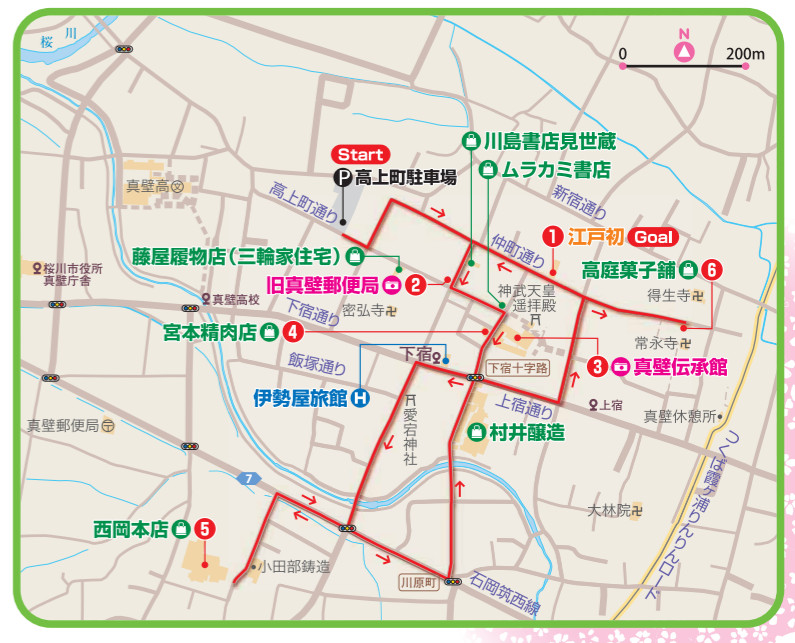 桜川
N
0 200m
川島書店見世蔵
ムラカミ書店
Start
P 高上町駐車場
真壁高 文
高上町通り
新宿通り
仲町通り
1 江戸初 Goal
藤屋履物店(三輪家住宅)
高庭菓子舗 6
桜川市役所
真壁庁舎
旧真壁郵便局 2
神武天皇
遥拝殿
得生寺
真壁高校
下宿通り
密弘寺
宮本精肉店 4
常永寺
飯塚通り
下宿
下宿十字路
3 真壁伝承館
伊勢屋旅館 H
愛宕神社
上宿通り
上宿
真壁休憩所
真壁郵便局
村井醸造
つくば霞ヶ浦りんりんロード
7
大林院
西岡本店 5
小田部鋳造
川原町
石岡筑西線